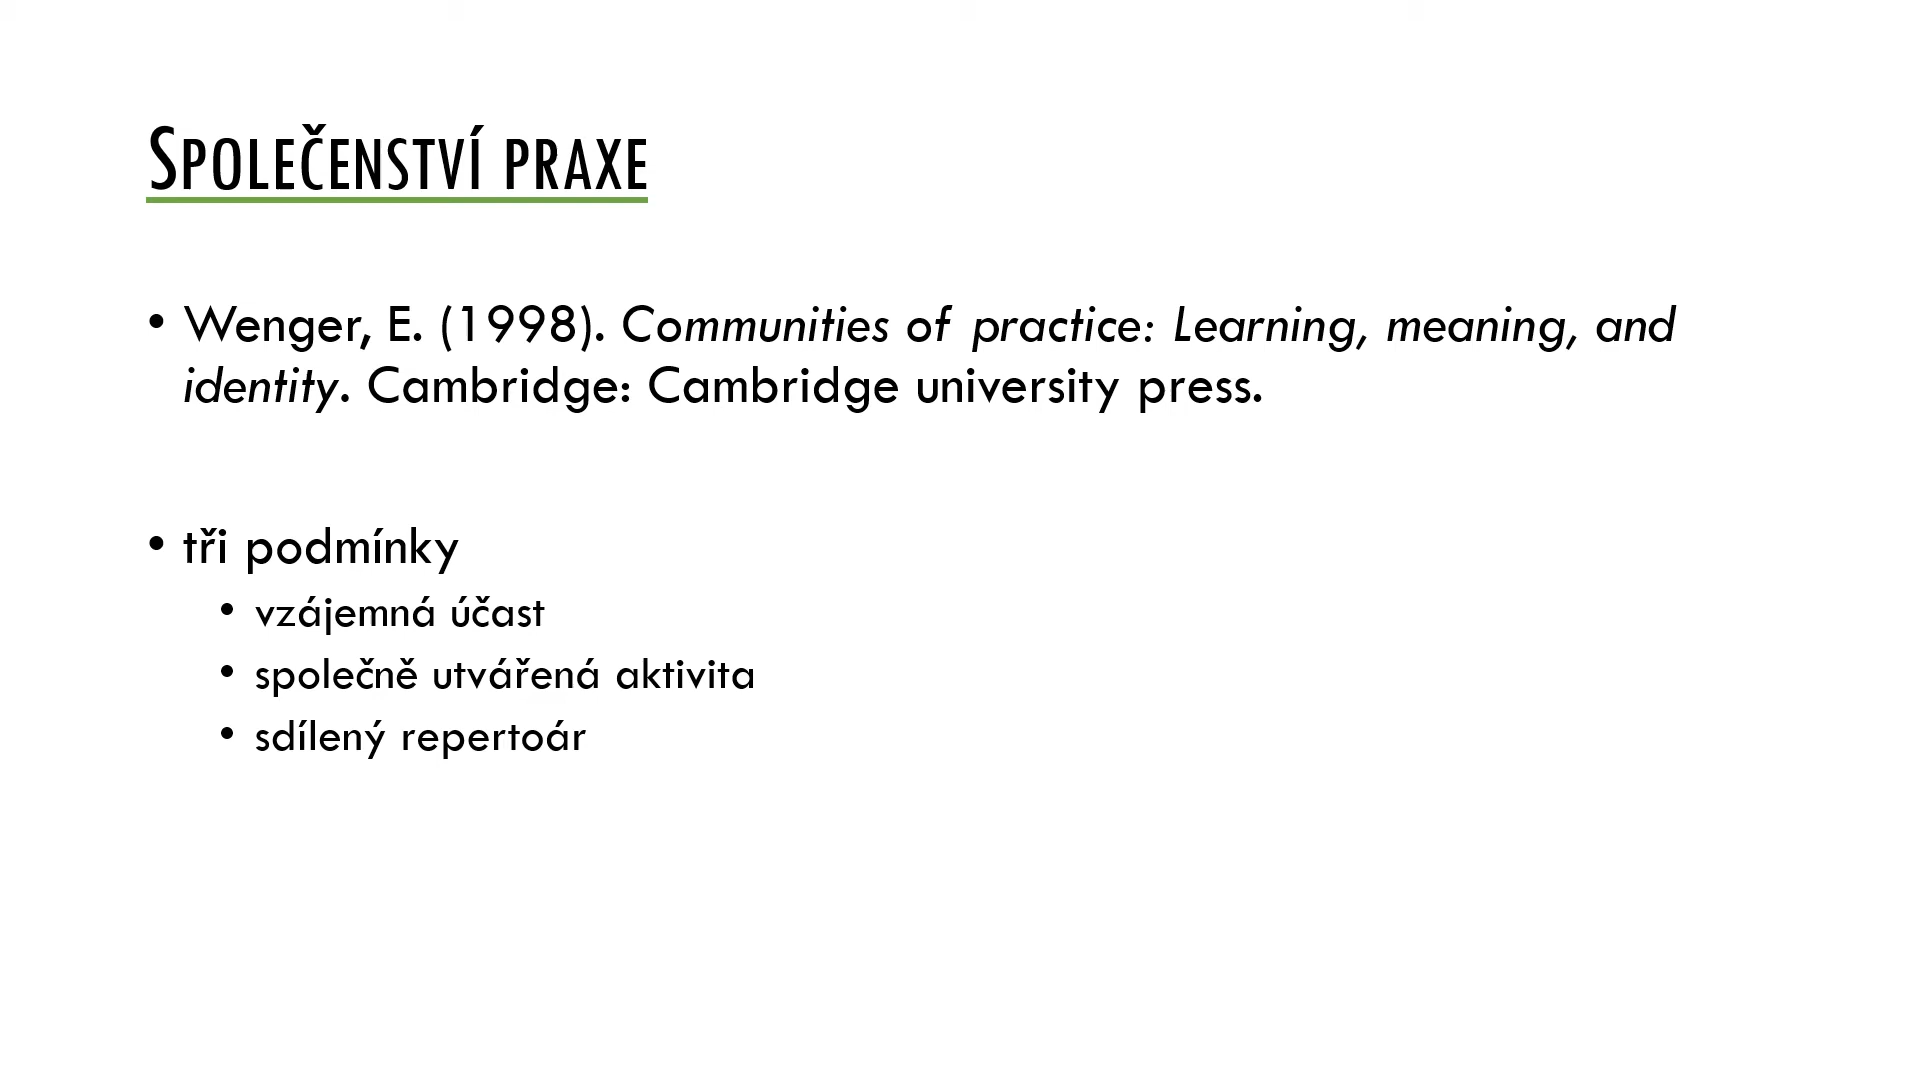 Společenství praxe
• Wenger, E. (1998). Communities of practice: Learning, meaning, and
identity. Cambridge: Cambridge university press.
• tři podmínky
• vzájemná účast
• společně utvářená aktivita
• sdílený repertoár